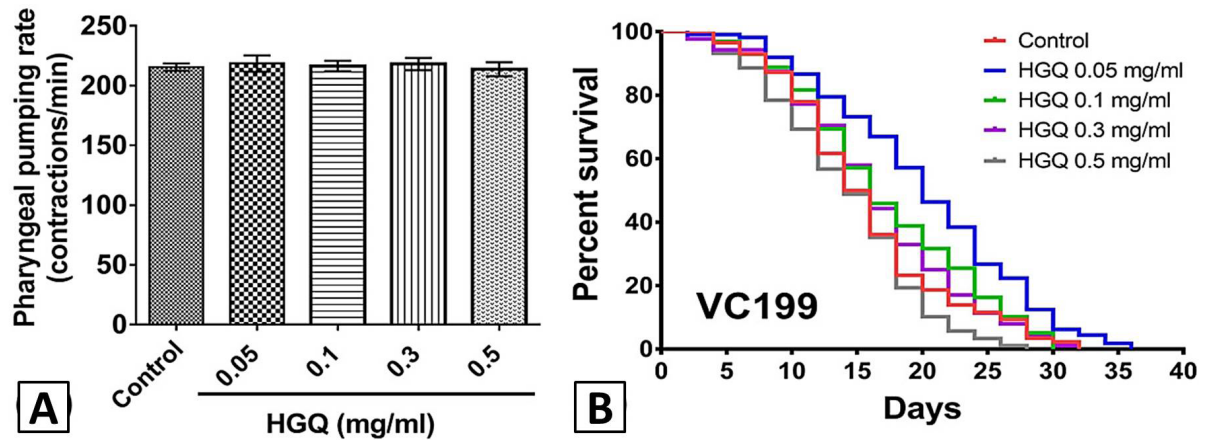 Pharyngeal pumping rate
(contractions/min)
250
200
150
100
50
0
Control
0.05
0.1
0.3
0.5
HGQ (mg/ml)
A
Percent survival
100
80
60
40
20
0
Control
HGQ 0.05 mg/ml
HGQ 0.1 mg/ml
HGQ 0.3 mg/ml
HGQ 0.5 mg/ml
VC199
0 5 10 15 20 25 30 35 40
Days
B